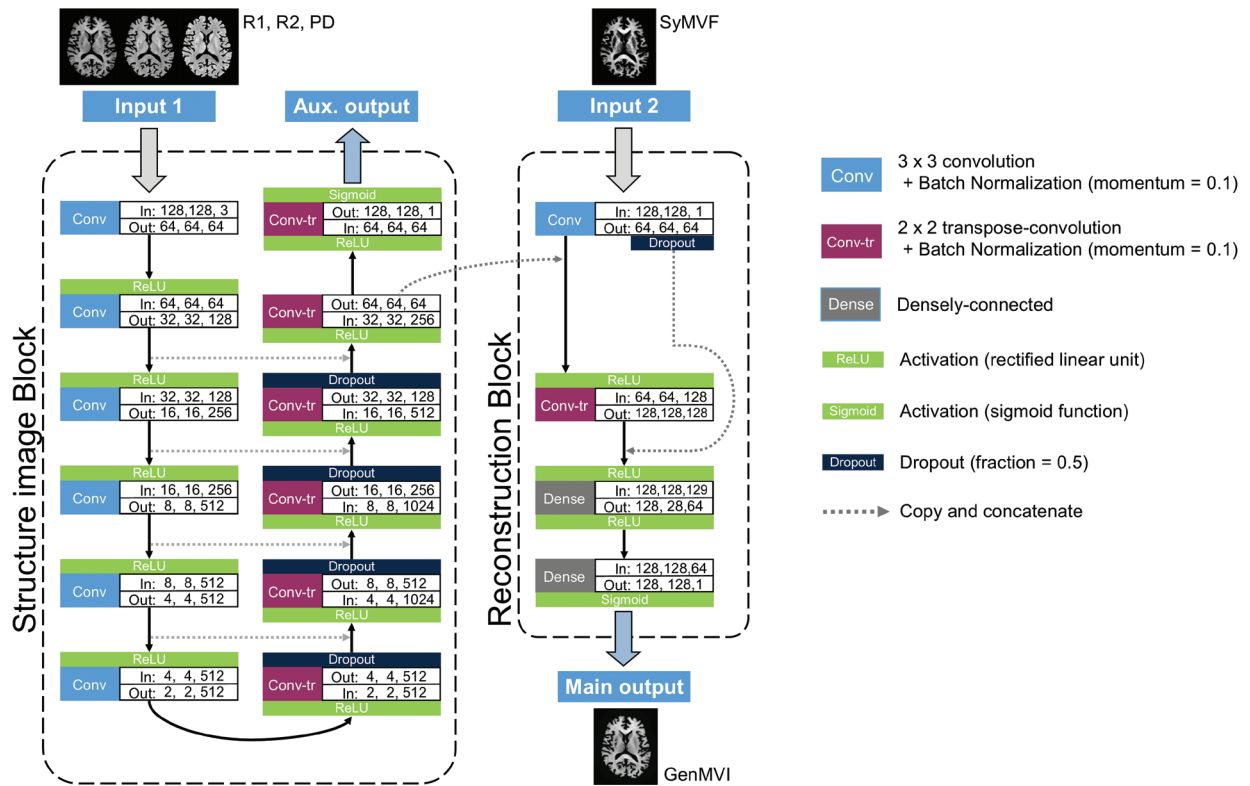 R1, R2, PD
Input 1
Aux. output
Structure image Block
Conv
In: 128,128, 3
Out: 64, 64, 64
ReLU
Conv
In: 64, 64, 64
Out: 32, 32, 128
ReLU
Conv
In: 32, 32, 128
Out: 16, 16, 256
ReLU
Conv
In: 16, 16, 256
Out: 8, 8, 512
ReLU
Conv
In: 8, 8, 512
Out: 4, 4, 512
ReLU
Conv
In: 4, 4, 512
Out: 2, 2, 512
Sigmoid
Conv-tr
Out: 128, 128, 1
In: 64, 64, 64
ReLU
Conv-tr
Out: 64, 64, 64
In: 32, 32, 256
ReLU
Dropout
Conv-tr
Out: 32, 32, 128
In: 16, 16, 512
ReLU
Dropout
Conv-tr
Out: 16, 16, 256
In: 8, 8, 1024
ReLU
Dropout
Conv-tr
Out: 8, 8, 512
In: 4, 4, 1024
ReLU
Dropout
Conv-tr
Out: 4, 4, 512
In: 2, 2, 512
ReLU
SyMVF
Input 2
Reconstruction Block
Conv
In: 128,128, 1
Out: 64, 64, 64
Dropout
ReLU
Conv-tr
In: 64, 64, 128
Out: 128,128,128
ReLU
Dense
In: 128,128,129
Out: 128, 28,64
ReLU
Dense
In: 128,128,64
Out: 128, 128,1
Sigmoid
Main output
GenMVI
Conv
3 x 3 convolution
+ Batch Normalization (momentum = 0.1)
Conv-tr
2 x 2 transpose-convolution
+ Batch Normalization (momentum = 0.1)
Dense
Densely-connected
ReLU
Activation (rectified linear unit)
Sigmoid
Activation (sigmoid function)
Dropout
Dropout (fraction = 0.5)
Copy and concatenate